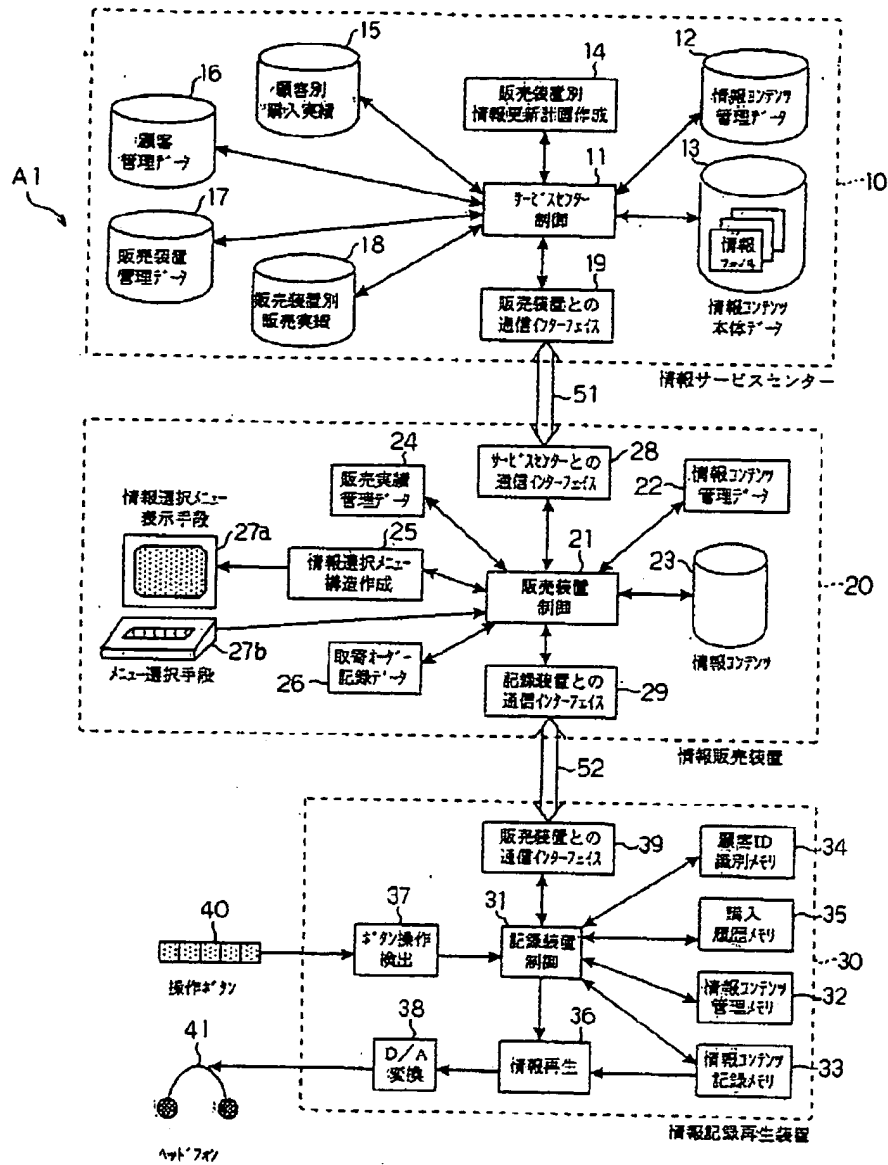 15
16
12
14
顧客別
購入実績
販売装置別
情報更新計画作成
情報コンテンツ
管理データ
顧客
管理データ
13
A1
11
10
17
サービスセンター
制御
販売装置
管理データ
18
情報
ファイル
19
販売装置別
販売実績
販売装置との
通信インターフェイス
情報コンテンツ
本体データ
情報サービスセンター
51
24
28
サービスセンターとの
通信インターフェイス
販売実績
管理データ
22
情報コンテンツ
管理データ
情報選択メニュー
表示手段
27a
25
21
23
情報選択メニュー
構造作成
販売装置
制御
20
27b
メニュー選択手段
取寄オーダー
記録データ
26
情報コンテンツ
記録装置との
通信インターフェイス
29
情報販売装置
52
販売装置との
通信インターフェイス
39
顧客ID
識別メモリ
34
40
37
31
35
ボタン操作
検出
記録装置
制御
購入
履歴メモリ
30
操作ボタン
情報コンテンツ
管理メモリ
32
41
38
36
D/A
変換
情報再生
情報コンテンツ
記録メモリ
33
情報記録再生装置
ヘッドフォン